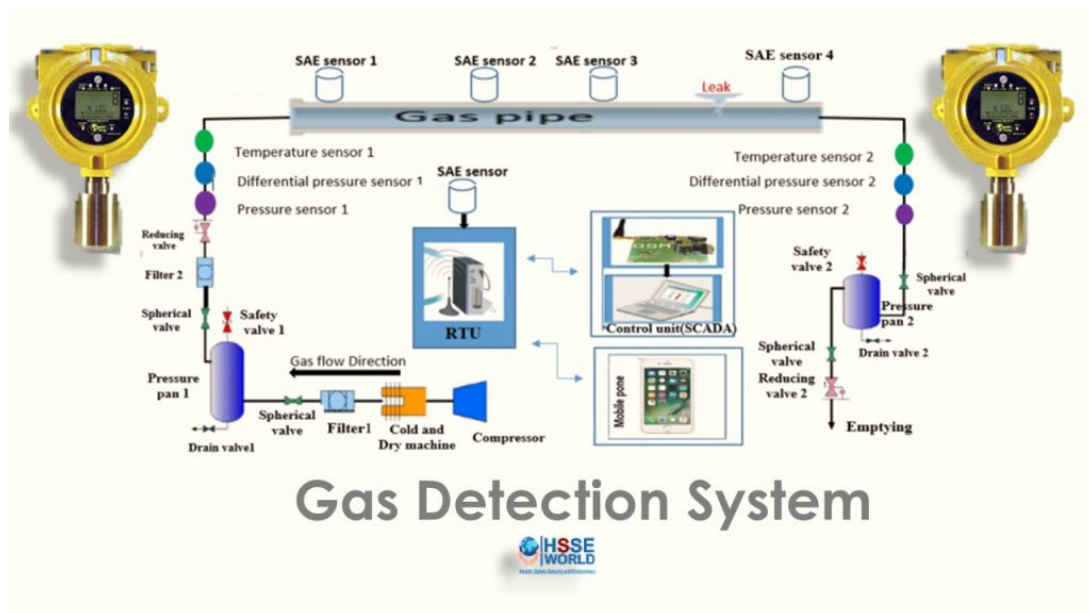 SAE sensor 1
SAE sensor 2
SAE sensor 3
SAE sensor 4
Leak
Gas pipe
Temperature sensor 1
Differential pressure sensor 1
Pressure sensor 1
SAE sensor
Temperature sensor 2
Differential pressure sensor 2
Pressure sensor 2
Reducing
valve
Filter 2
Spherical
valve
Safety
valve 1
Pressure
pan 1
Drain valve1
Gas flow Direction
Spherical
valve
Filter1
Cold and
Dry machine
Compressor
RTU
GSM
Control unit(SCADA)
Mobile pone
Safety
valve 2
Spherical
valve
Pressure
pan 2
Drain valve 2
Spherical
valve
Reducing
valve 2
Emptying
Gas Detection System
HSSE
WORLD